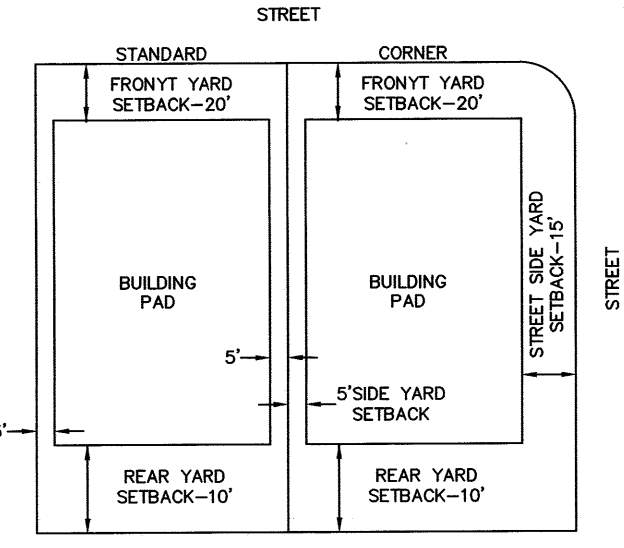 STREET
STANDARD
CORNER
FRONYT YARD
SETBACK-20'
FRONYT YARD
SETBACK-20'
BUILDING
PAD
BUILDING
PAD
STREET SIDE YARD
SETBACK-15'
STREET
5'
5'SIDE YARD
SETBACK
5'
REAR YARD
SETBACK-10'
REAR YARD
SETBACK-10'